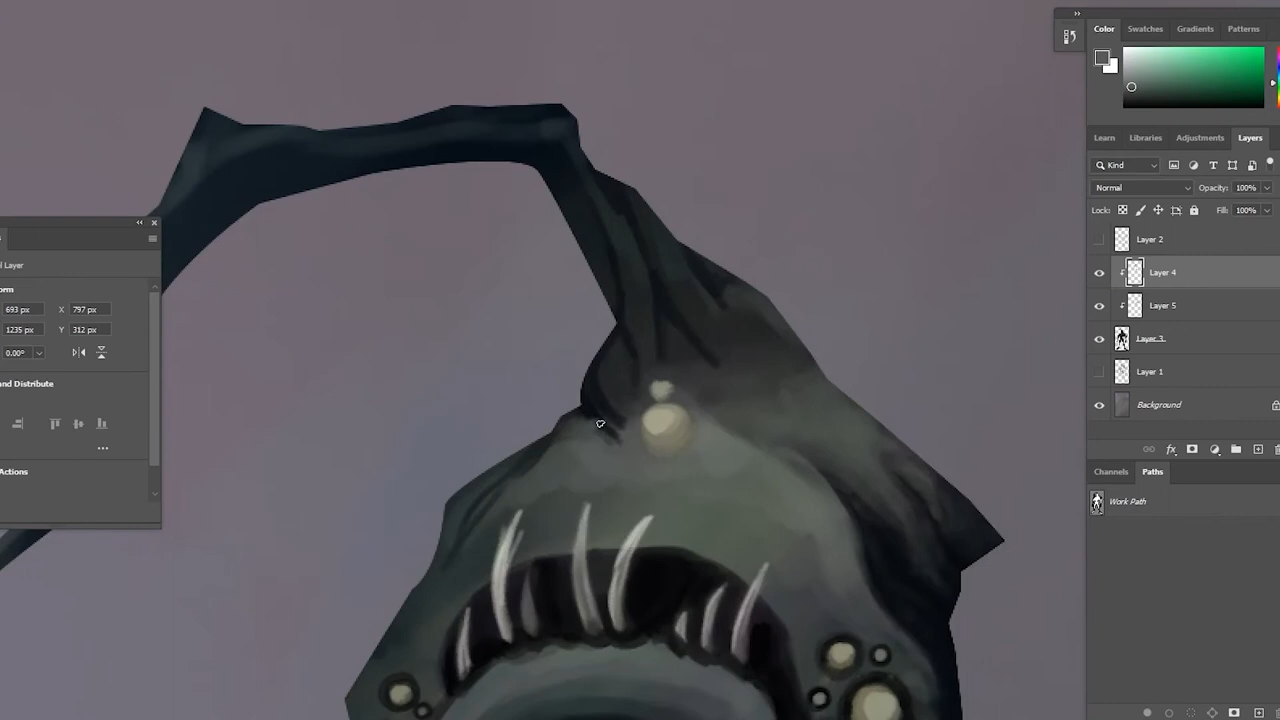 Color Swatches Gradients Patterns
Learn Libraries Adjustments Layers
Kind
Normal Opacity: 100%
Lock: Fill: 100%
Layer 2
Layer 4
Layer 5
Layer 3
Layer 1
Background
fx
Channels Paths
Work Path
l Layer
orm
693 px X 797 px
1235 px Y 312 px
0.00°
and Distribute
Actions